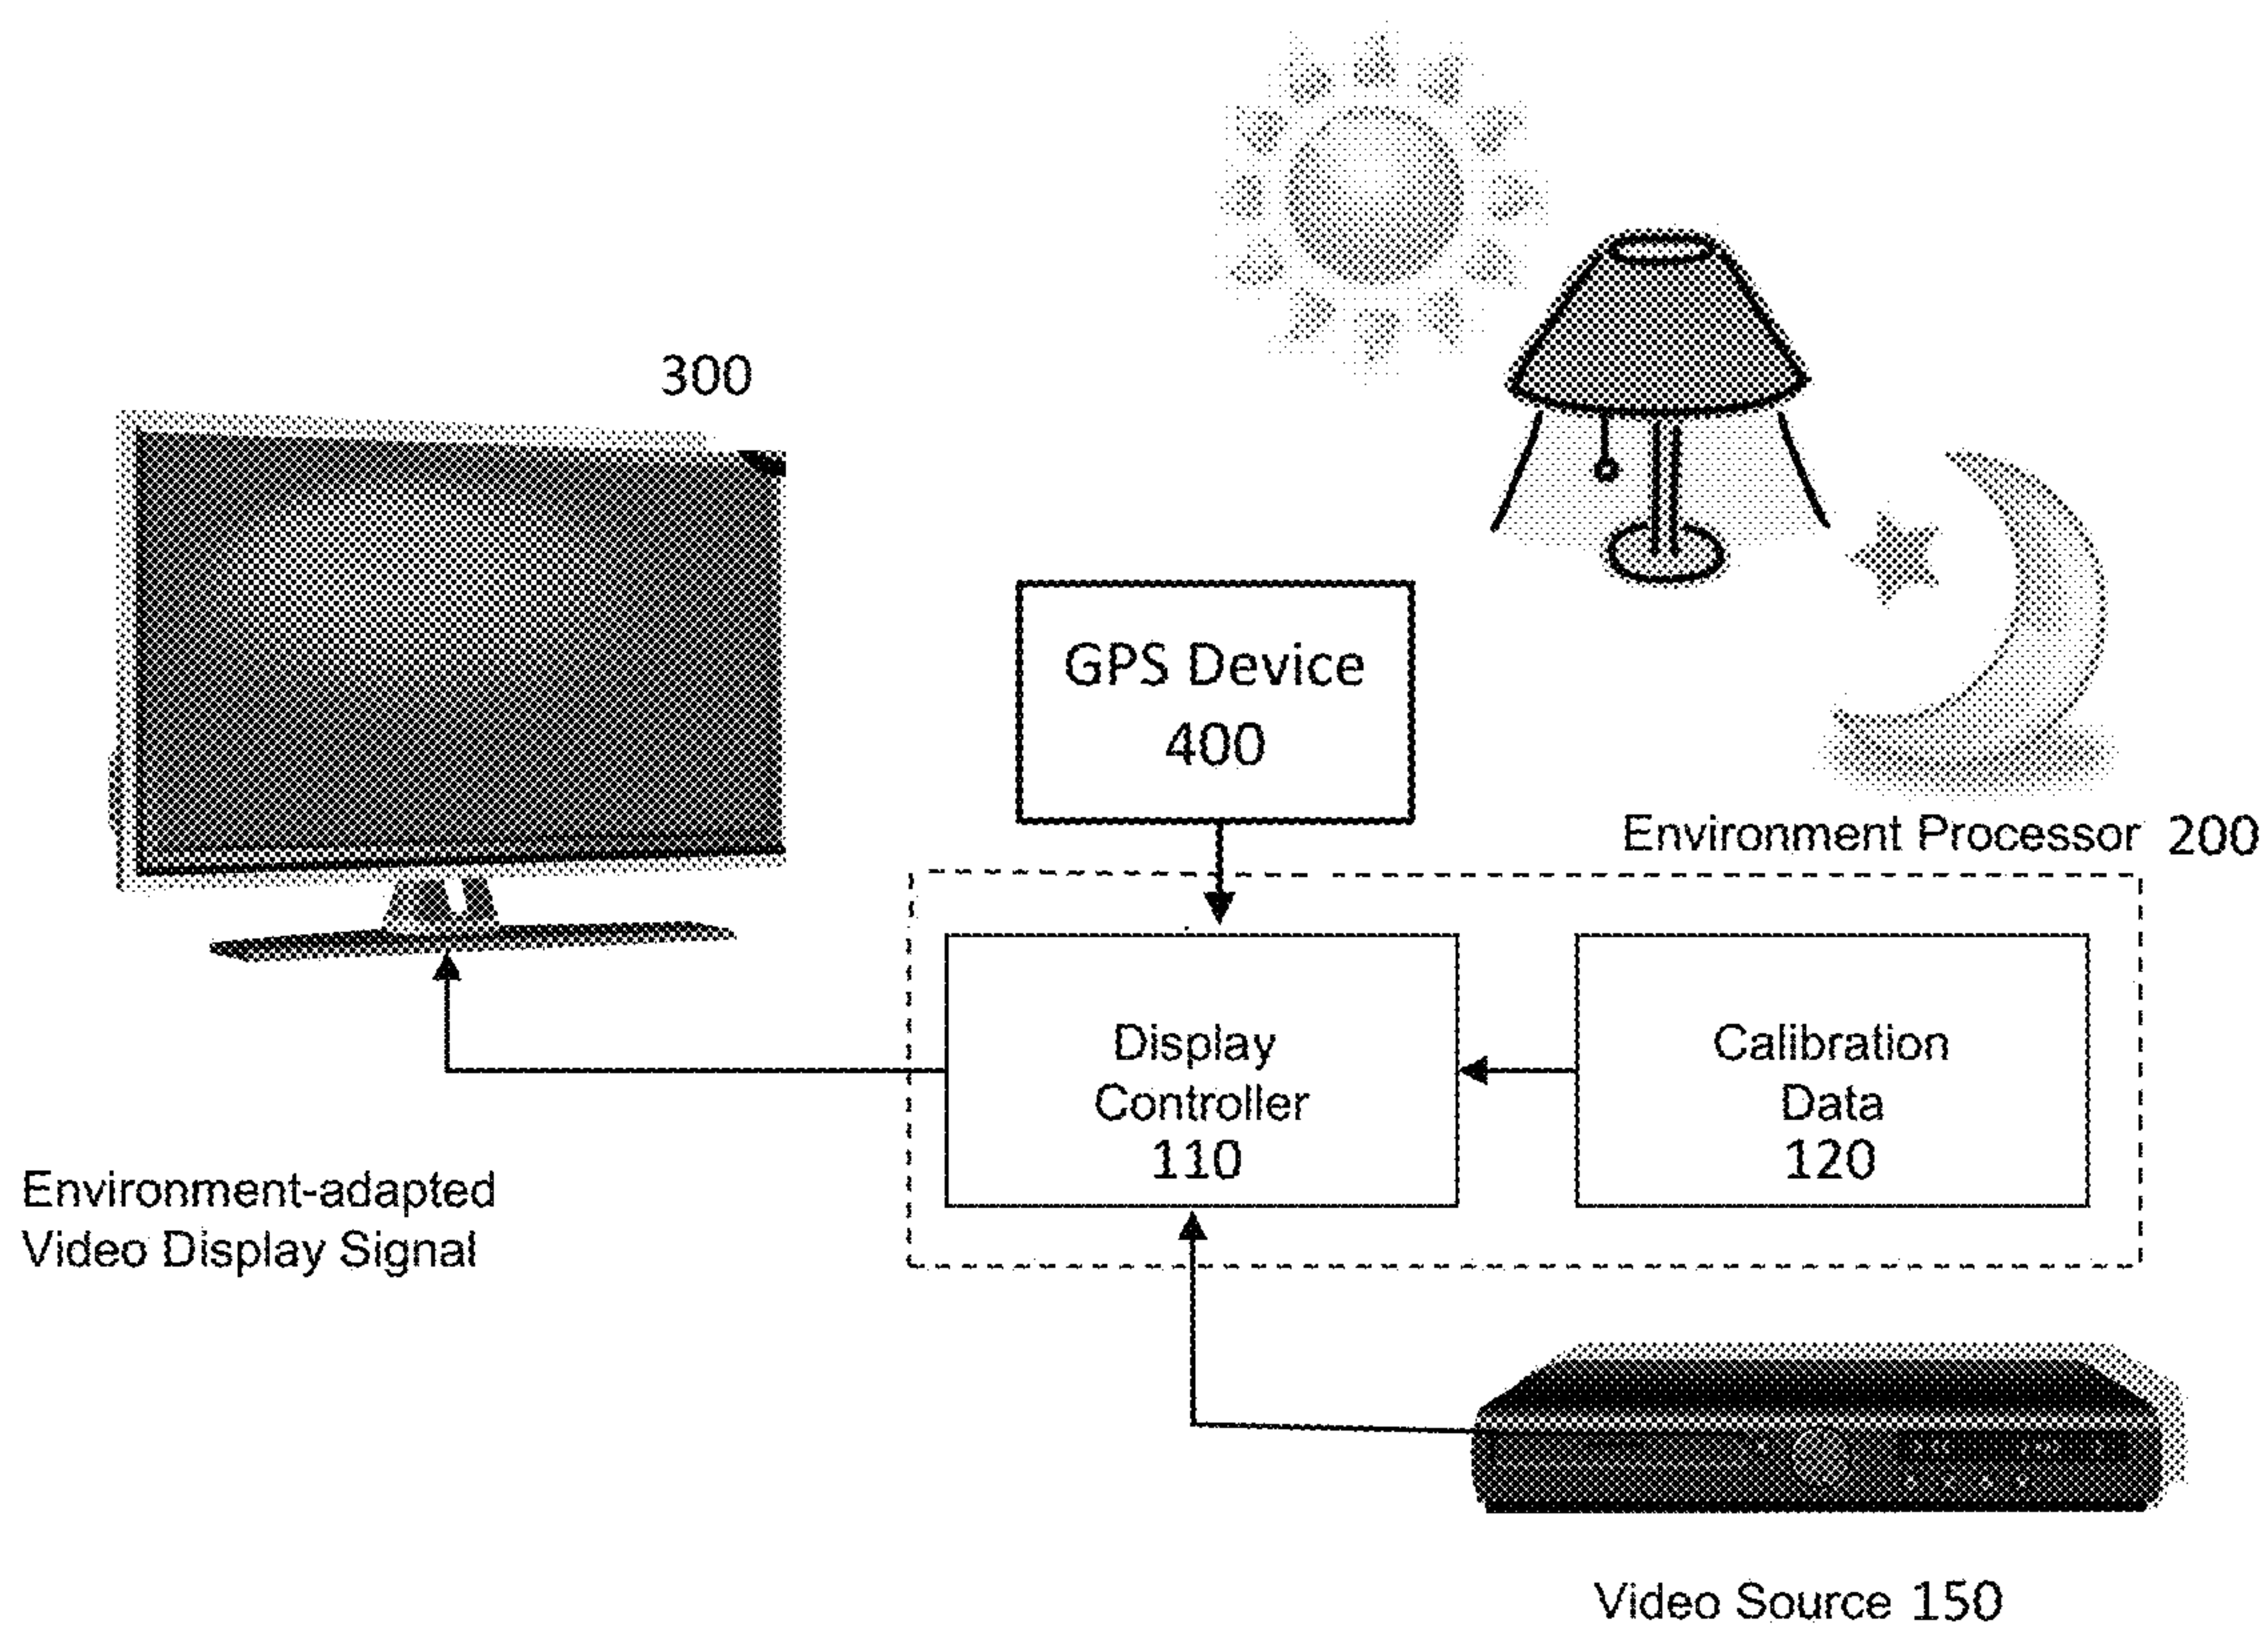 300
GPS Device
400
Environment Processor 200
Display
Controller
110
Calibration
Data
120
Environment-adapted
Video Display Signal
Video Source 150